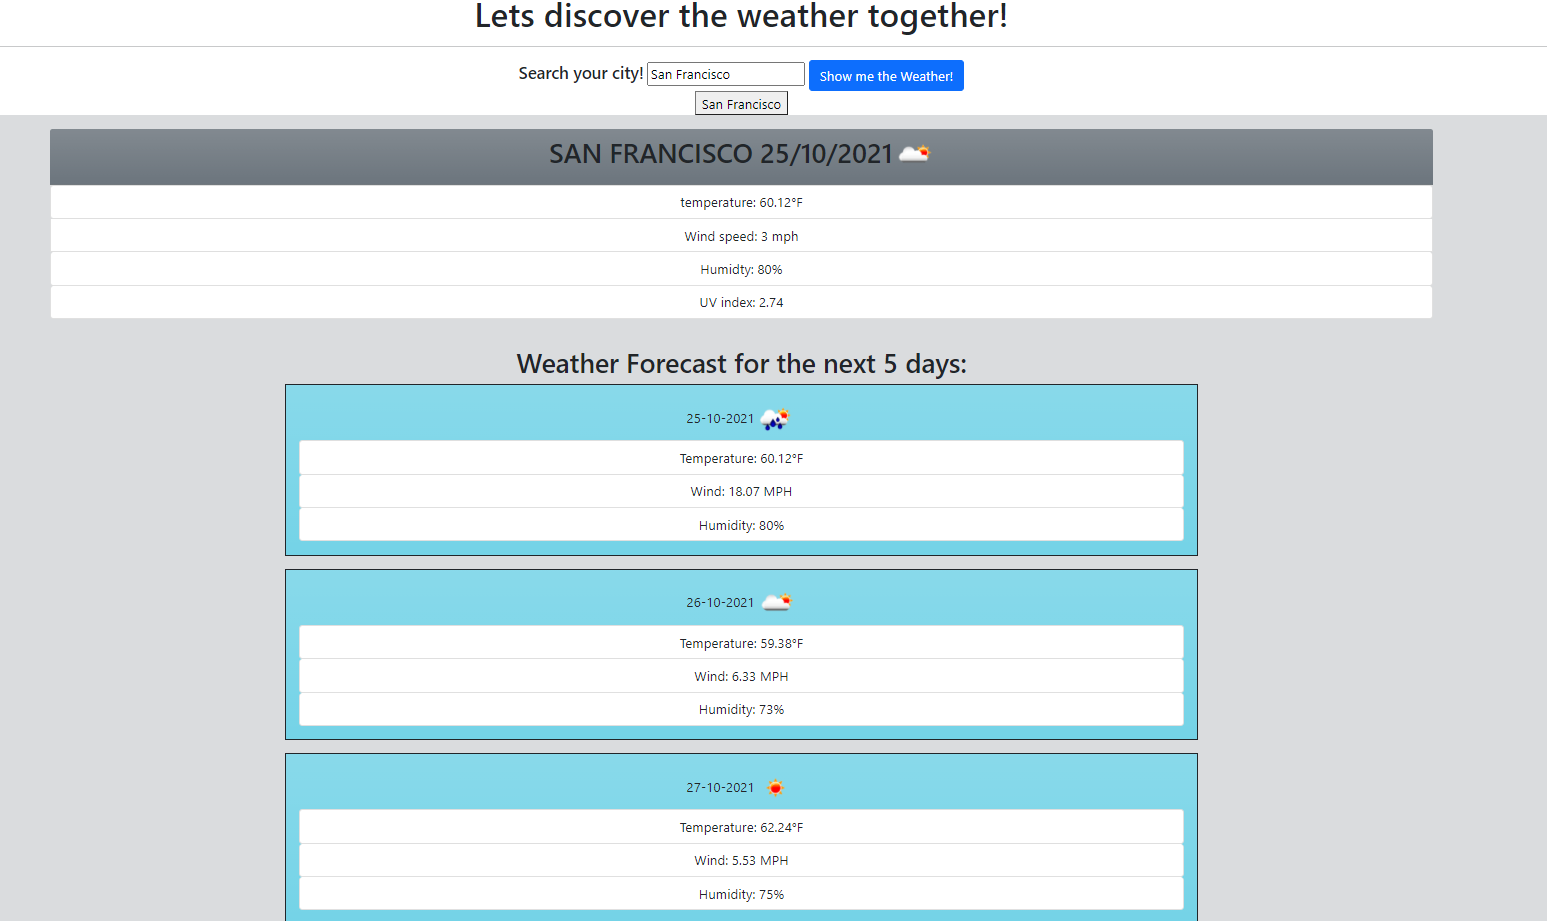 Lets discover the weather together!
Search your city! San Francisco Show me the Weather!
San Francisco
SAN FRANCISCO 25/10/2021
temperature: 60.12°F
Wind speed: 3 mph
Humidty: 80%
UV index: 2.74
Weather Forecast for the next 5 days:
25-10-2021
Temperature: 60.12°F
Wind: 18.07 MPH
Humidity: 80%
26-10-2021
Temperature: 59.38°F
Wind: 6.33 MPH
Humidity: 73%
27-10-2021
Temperature: 62.24°F
Wind: 5.53 MPH
Humidity: 75%